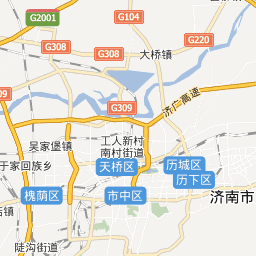 G2001
G104
G220
G308
G308
大桥镇
09
G309
济广高速
吴家堡镇
工人新村
南村街道
于家回族乡
天桥区
历城区
历下区
槐荫区
市中区
济南市
店镇
陡沟街道